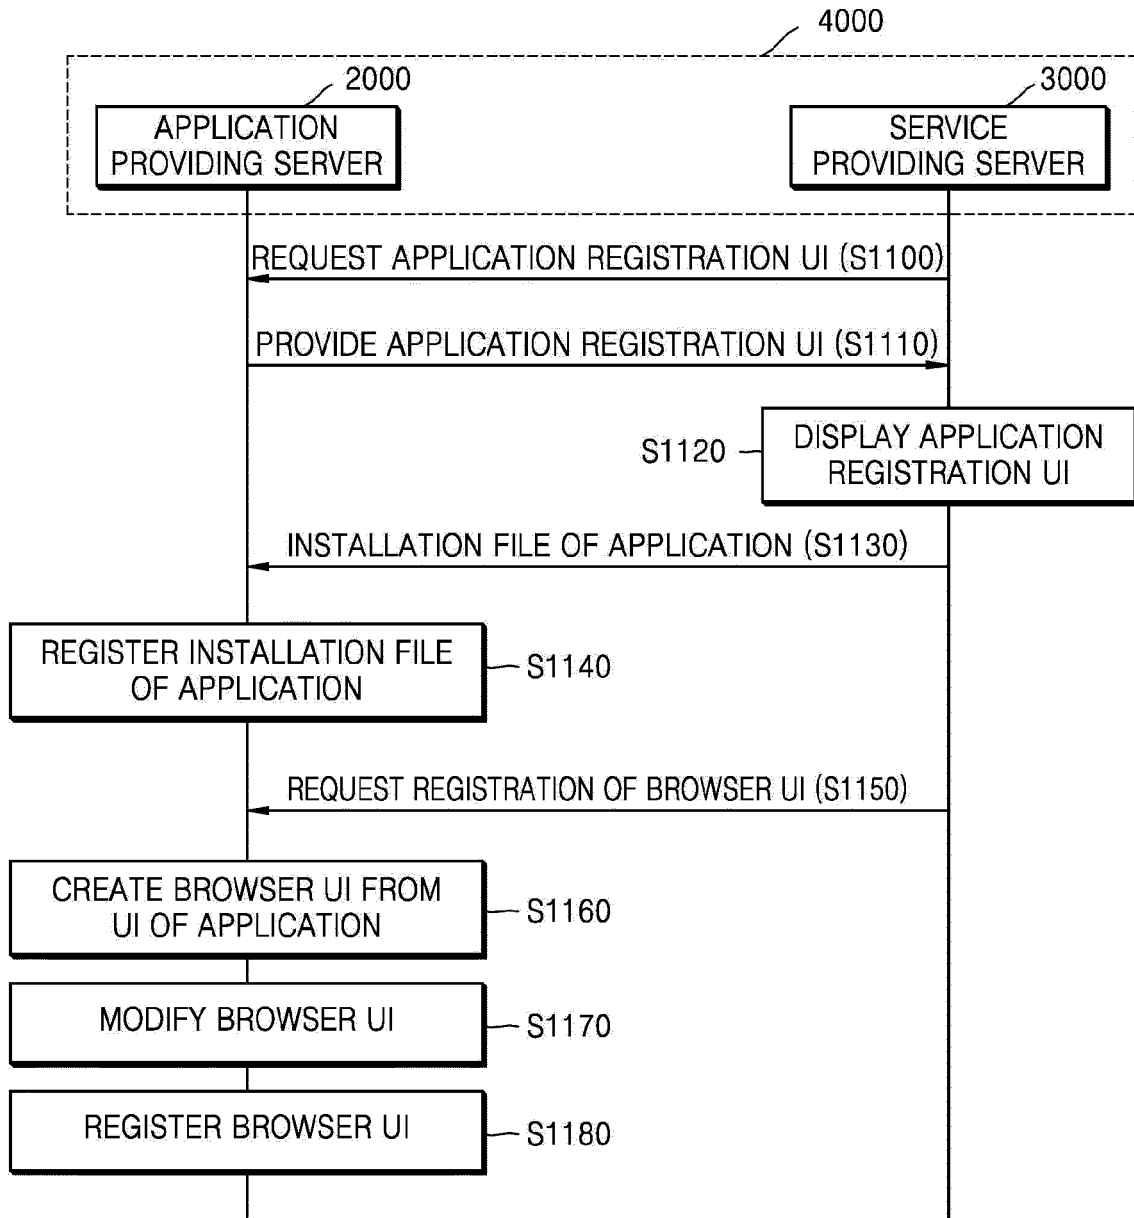 4000
2000
3000
APPLICATION
PROVIDING SERVER
SERVICE
PROVIDING SERVER
REQUEST APPLICATION REGISTRATION UI (S1100)
PROVIDE APPLICATION REGISTRATION UI (S1110)
S1120
DISPLAY APPLICATION
REGISTRATION UI
INSTALLATION FILE OF APPLICATION (S1130)
REGISTER INSTALLATION FILE
OF APPLICATION
S1140
REQUEST REGISTRATION OF BROWSER UI (S1150)
CREATE BROWSER UI FROM
UI OF APPLICATION
S1160
MODIFY BROWSER UI
S1170
REGISTER BROWSER UI
S1180